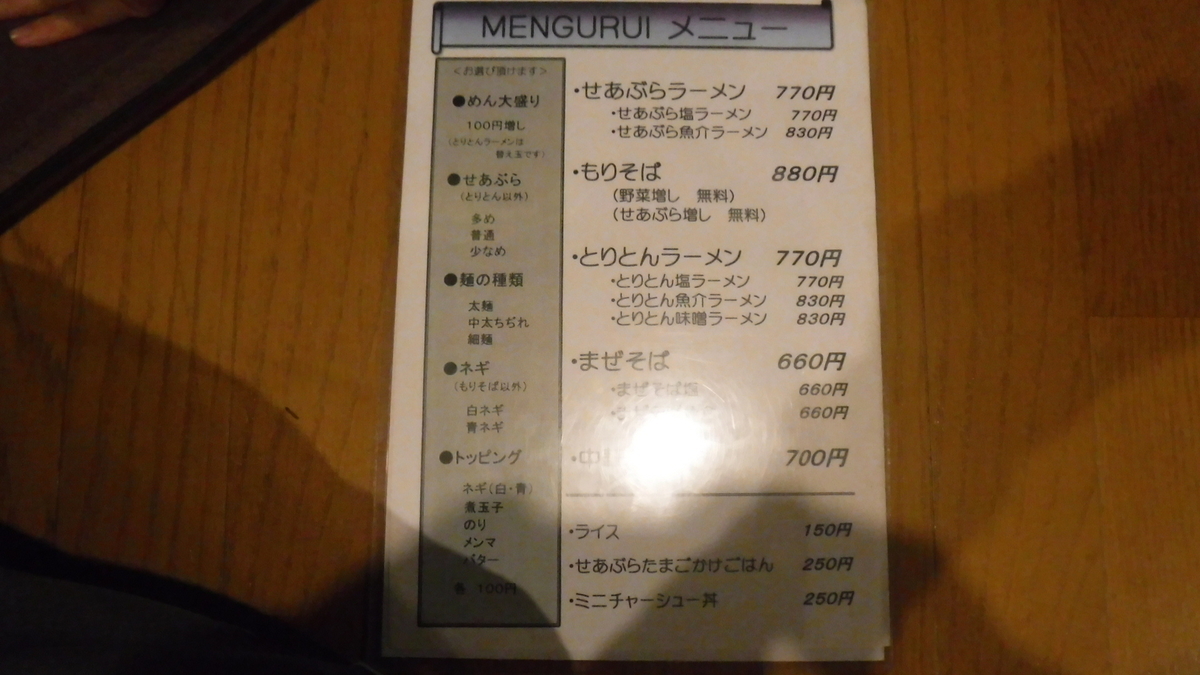 MENGURUI メニュー
<お選び頂けます>
●めん大盛り
100円増し
(とりとんラーメンは
替え玉です)
●せあぶら
(とりとん以外)
多め
普通
少なめ
●麺の種類
太麺
中太ちぢれ
細麺
●ネギ
(もりそば以外)
白ネギ
青ネギ
●トッピング
ネギ(白・青)
煮玉子
のり
メンマ
バター
各 100円
・せあぶらラーメン 770円
・せあぶら塩ラーメン 770円
・せあぶら魚介ラーメン 830円
・もりそば 880円
(野菜増し 無料)
(せあぶら増し 無料)
・とりとんラーメン 770円
・とりとん塩ラーメン 770円
・とりとん魚介ラーメン 830円
・とりとん味噌ラーメン 830円
・まぜそば 660円
・まぜそば塩 660円
660円
・中 700円
・ライス 150円
・せあぶらたまごかけごはん 250円
・ミニチャーシュー丼 250円